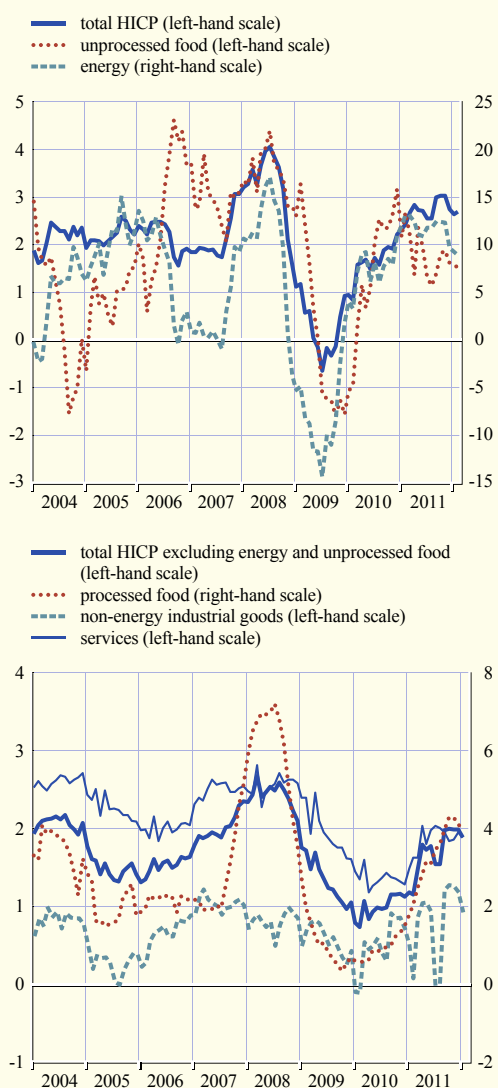 total HICP (left-hand scale)
unprocessed food (left-hand scale)
energy (right-hand scale)
5 25
4 20
3 15
2 10
1 5
0 0
-1 -5
-2 -10
-3 -15
2004 2005 2006 2007 2008 2009 2010 2011
total HICP excluding energy and unprocessed food
(left-hand scale)
processed food (right-hand scale)
non-energy industrial goods (left-hand scale)
services (left-hand scale)
4 8
3 6
2 4
1 2
0 0
-1 -2
2004 2005 2006 2007 2008 2009 2010 2011